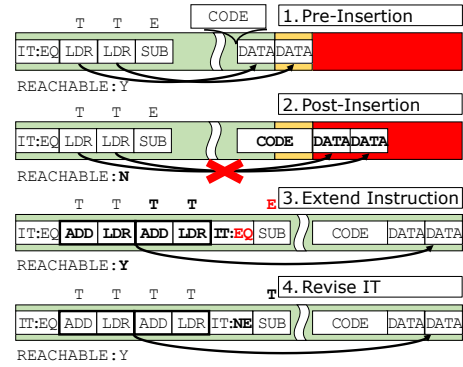 T T E CODE 1. Pre-Insertion
IT:EQ LDR LDR SUB DATA DATA
REACHABLE:Y
T T E 2. Post-Insertion
IT:EQ LDR LDR SUB CODE DATA DATA
REACHABLE:N
T T T T E 3. Extend Instruction
IT:EQ ADD LDR ADD LDR IT:EQ SUB CODE DATA DATA
REACHABLE:Y
T T T T T 4. Revise IT
IT:EQ ADD LDR ADD LDR IT:NE SUB CODE DATA DATA
REACHABLE:Y